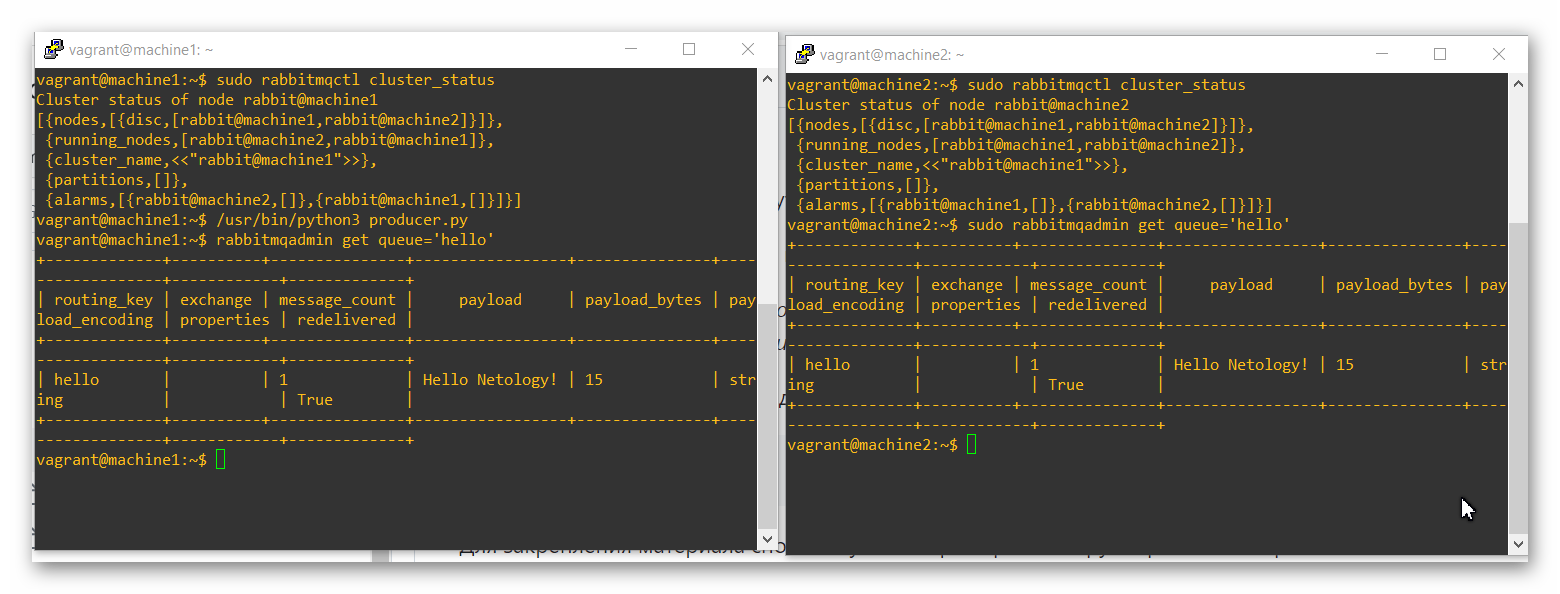 vagrant@machine1: ~
vagrant@machine1:~$ sudo rabbitmqctl cluster_status
Cluster status of node rabbit@machine1
[{nodes,[{disc,[rabbit@machine1,rabbit@machine2]}]},
 {running_nodes,[rabbit@machine2,rabbit@machine1]},
 {cluster_name,<<"rabbit@machine1">>},
 {partitions,[]},
 {alarms,[{rabbit@machine2,[]},{rabbit@machine1,[]}]}]
vagrant@machine1:~$ /usr/bin/python3 producer.py
vagrant@machine1:~$ rabbitmqadmin get queue='hello'
+-------------+----------+---------------+-----------------+---------------+----
--------------+------------+-------------+
| routing_key | exchange | message_count |     payload     | payload_bytes | pay
load_encoding | properties | redelivered |
+-------------+----------+---------------+-----------------+---------------+----
--------------+------------+-------------+
| hello       |          | 1             | Hello Netology! | 15            | str
ing           |            | True        |
+-------------+----------+---------------+-----------------+---------------+----
--------------+------------+-------------+
vagrant@machine1:~$
vagrant@machine2: ~
vagrant@machine2:~$ sudo rabbitmqctl cluster_status
Cluster status of node rabbit@machine2
[{nodes,[{disc,[rabbit@machine1,rabbit@machine2]}]},
 {running_nodes,[rabbit@machine1,rabbit@machine2]},
 {cluster_name,<<"rabbit@machine1">>},
 {partitions,[]},
 {alarms,[{rabbit@machine1,[]},{rabbit@machine2,[]}]}]
vagrant@machine2:~$ sudo rabbitmqadmin get queue='hello'
+-------------+----------+---------------+-----------------+---------------+----
--------------+------------+-------------+
| routing_key | exchange | message_count |     payload     | payload_bytes | pay
load_encoding | properties | redelivered |
+-------------+----------+---------------+-----------------+---------------+----
--------------+------------+-------------+
| hello       |          | 1             | Hello Netology! | 15            | str
ing           |            | True        |
+-------------+----------+---------------+-----------------+---------------+----
--------------+------------+-------------+
vagrant@machine2:~$